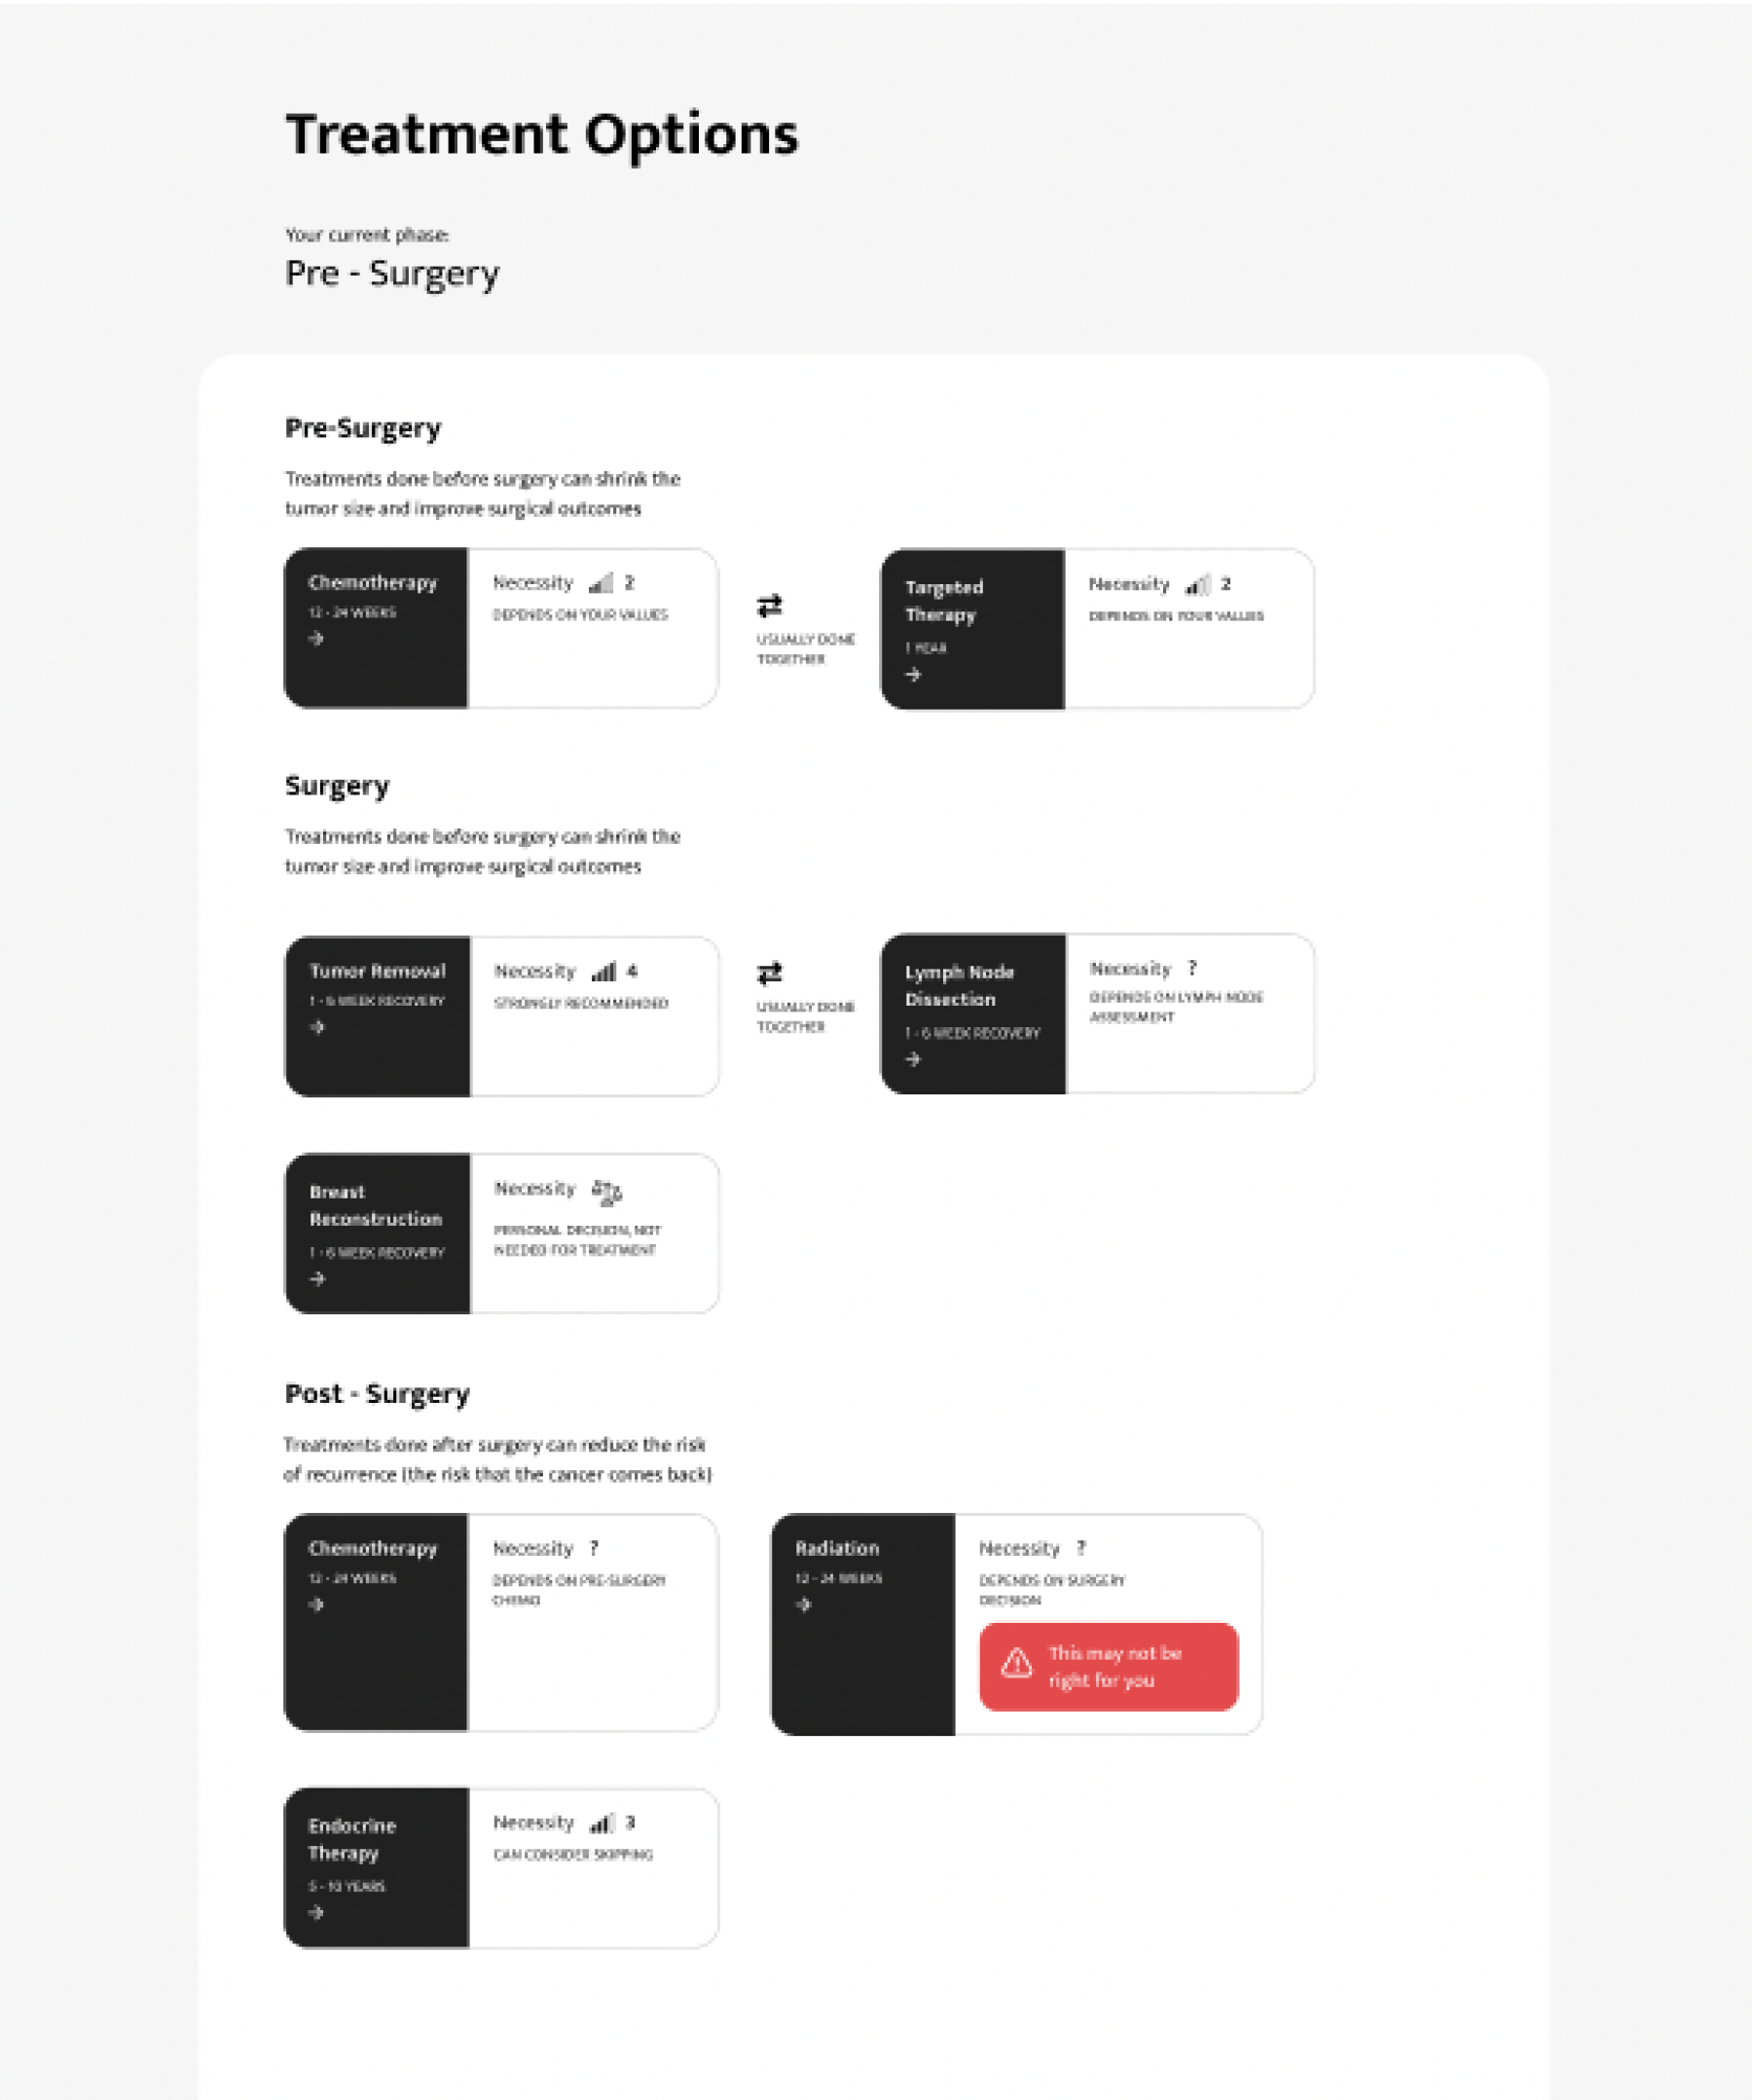 Treatment Options
Your current phase:
Pre - Surgery
Pre-Surgery
Treatments done before surgery can shrink the
tumor size and improve surgical outcomes
Chemotherapy
12 - 24 WEEKS
Necessity 2
DEPENDS ON YOUR VALUES
USUALLY DONE
TOGETHER
Targeted
Therapy
1 YEAR
Necessity 2
DEPENDS ON YOUR VALUES
Surgery
Treatments done before surgery can shrink the
tumor size and improve surgical outcomes
Tumor Removal
1 - 6 WEEK RECOVERY
Necessity 4
STRONGLY RECOMMENDED
USUALLY DONE
TOGETHER
Lymph Node
Dissection
1 - 6 WEEK RECOVERY
Necessity ?
DEPENDS ON LYMPH NODE
ASSESSMENT
Breast
Reconstruction
1 - 6 WEEK RECOVERY
Necessity
PERSONAL DECISION, NOT
NEEDED FOR TREATMENT
Post - Surgery
Treatments done after surgery can reduce the risk
of recurrence (the risk that the cancer comes back)
Chemotherapy
12 - 24 WEEKS
Necessity ?
DEPENDS ON PRE-SURGERY
CHEMO
Radiation
12 - 24 WEEKS
Necessity ?
DEPENDS ON SURGERY
DECISION
This may not be
right for you
Endocrine
Therapy
5 - 10 YEARS
Necessity 3
CAN CONSIDER SKIPPING